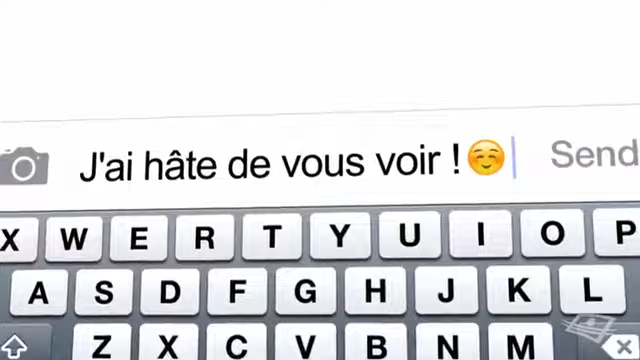 J'ai hâte de vous voir !☺️ Send
X W E R T Y U I O P
A S D F G H J K L
Z X C V B N M